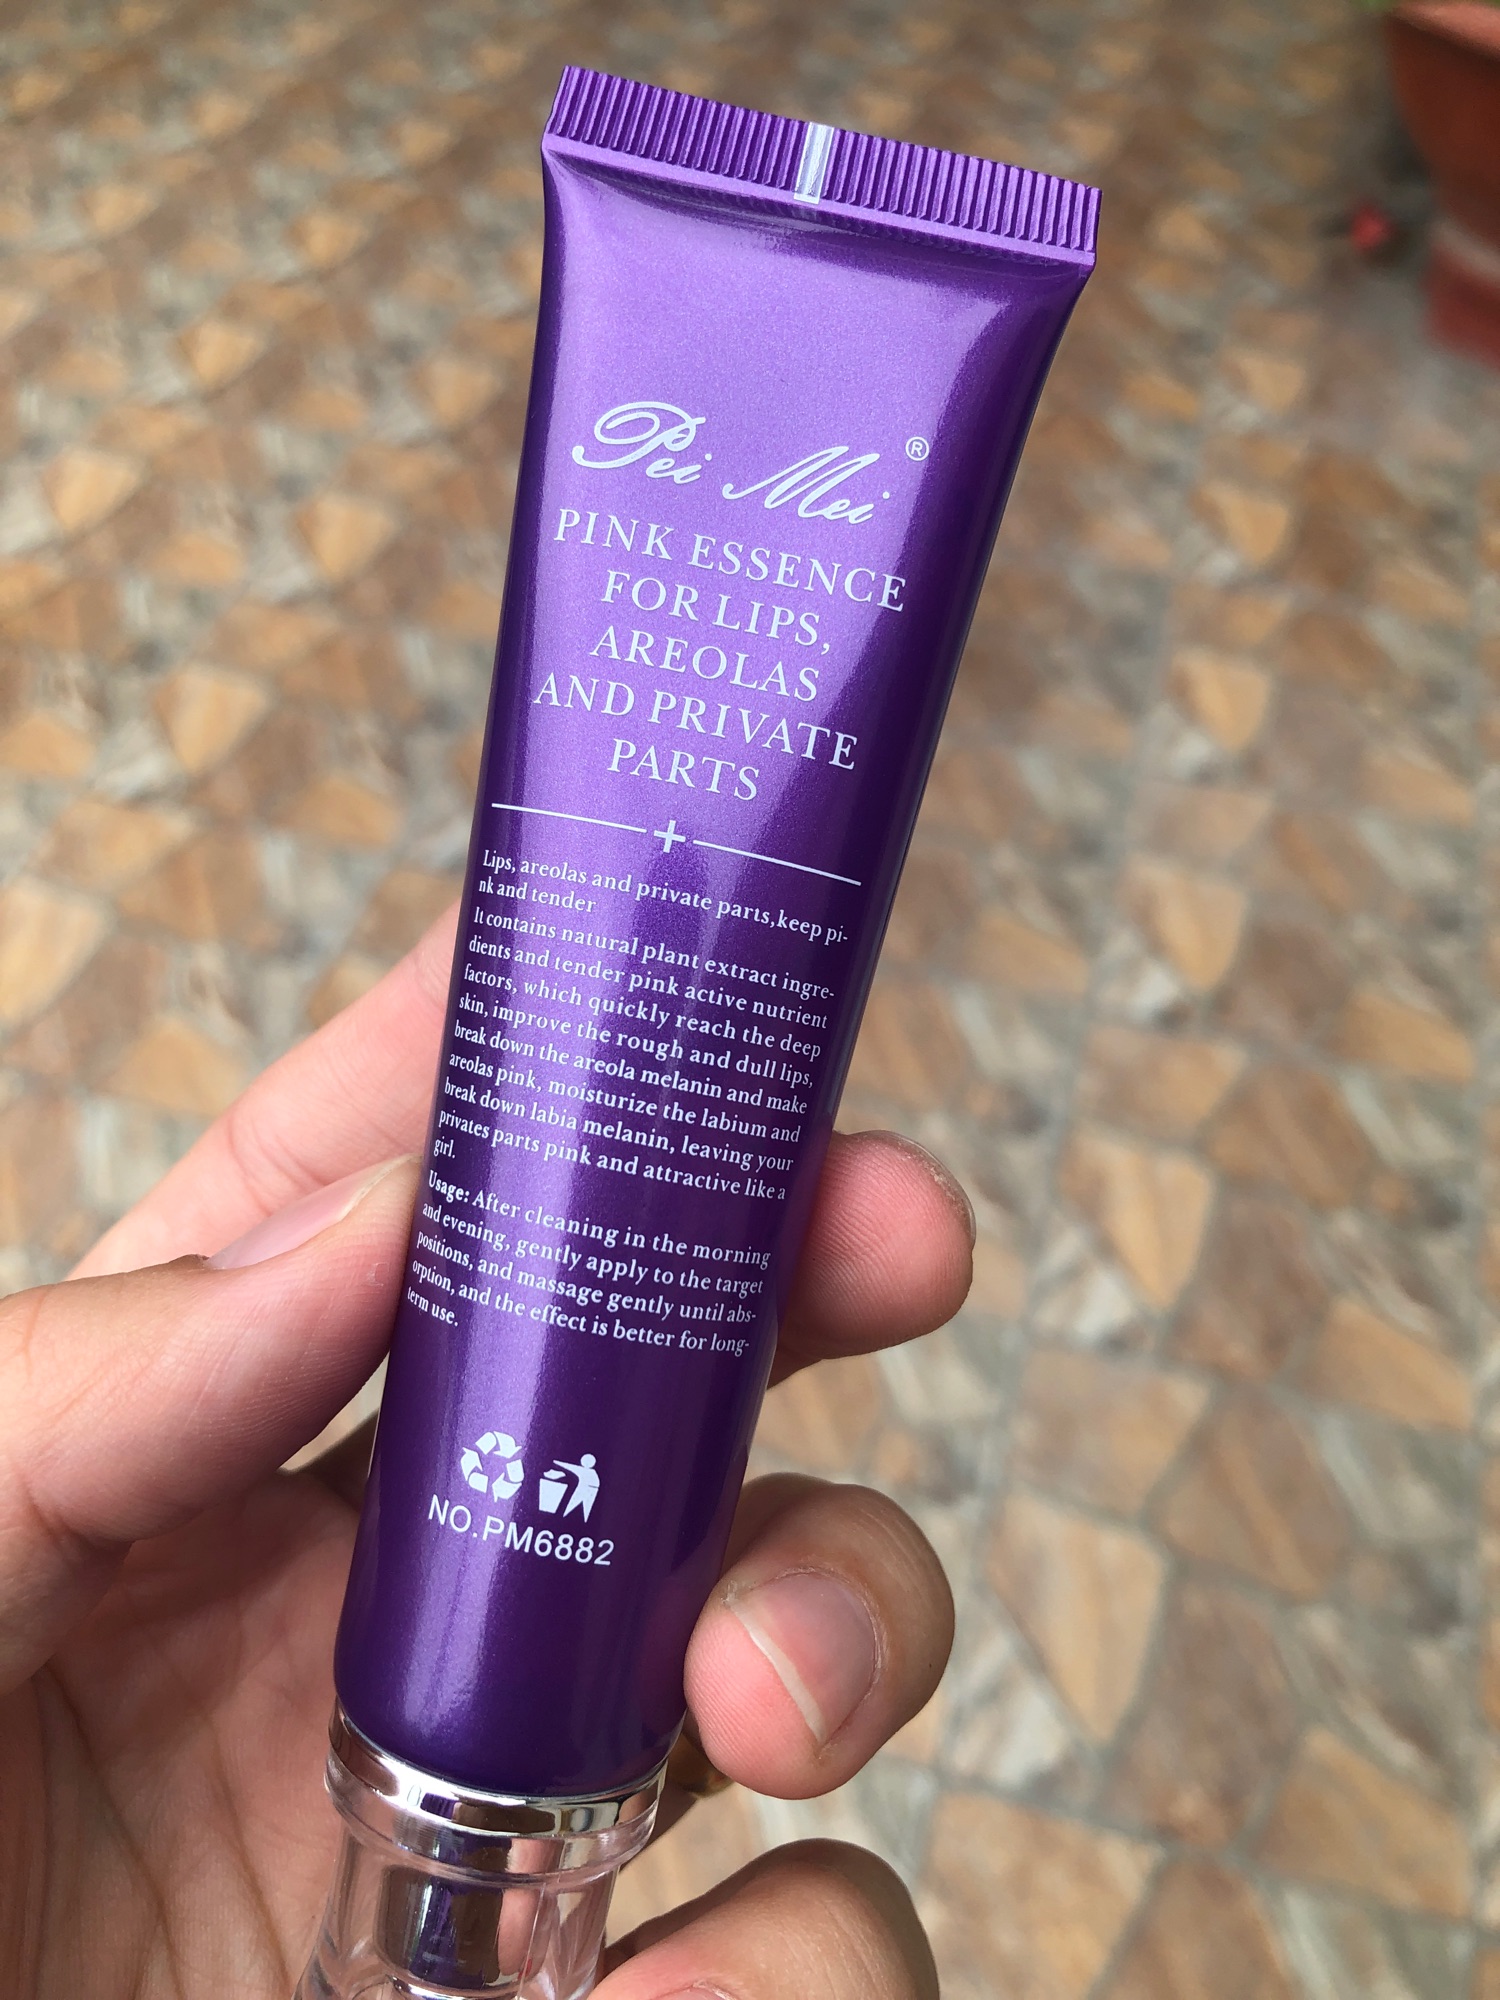 Pei Mei ®
PINK ESSENCE
FOR LIPS,
AREOLAS
AND PRIVATE
PARTS
Lips, areolas and private parts,keep pi-
nk and tender
It contains natural plant extract ingre-
dients and tender pink active nutrient
factors, which quickly reach the deep
skin, improve the rough and dull lips,
break down the areola melanin and make
areolas pink, moisturize the labium and
break down labia melanin, leaving your
privates parts pink and attractive like a
girl.
Usage: After cleaning in the morning
and evening, gently apply to the target
positions, and massage gently until abs-
orption, and the effect is better for long-
term use.
NO.PM6882